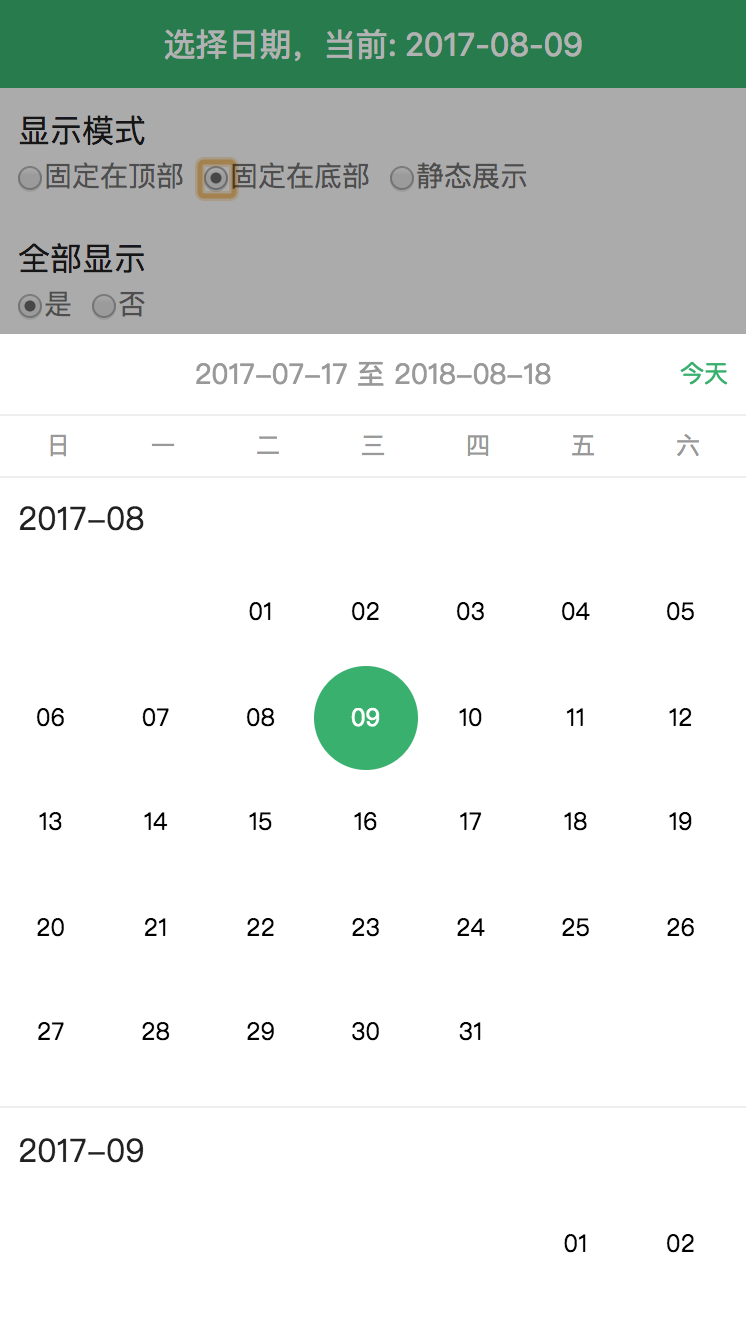 选择日期，当前: 2017-08-09
显示模式
固定在顶部 固定在底部 静态展示
全部显示
是 否
2017-07-17 至 2018-08-18 今天
日 一 二 三 四 五 六
2017-08
01 02 03 04 05
06 07 08 09 10 11 12
13 14 15 16 17 18 19
20 21 22 23 24 25 26
27 28 29 30 31
2017-09
01 02